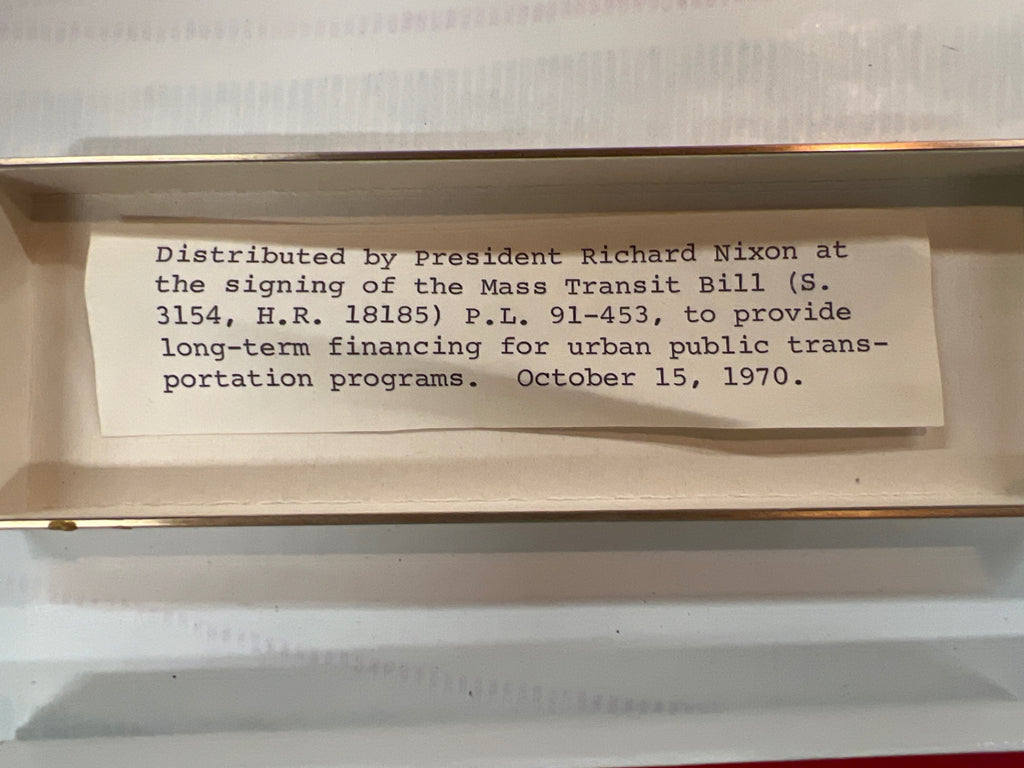 Distributed by President Richard Nixon at
the signing of the Mass Transit Bill (S.
3154, H.R. 18185) P.L. 91-453, to provide
long-term financing for urban public trans-
portation programs.  October 15, 1970.